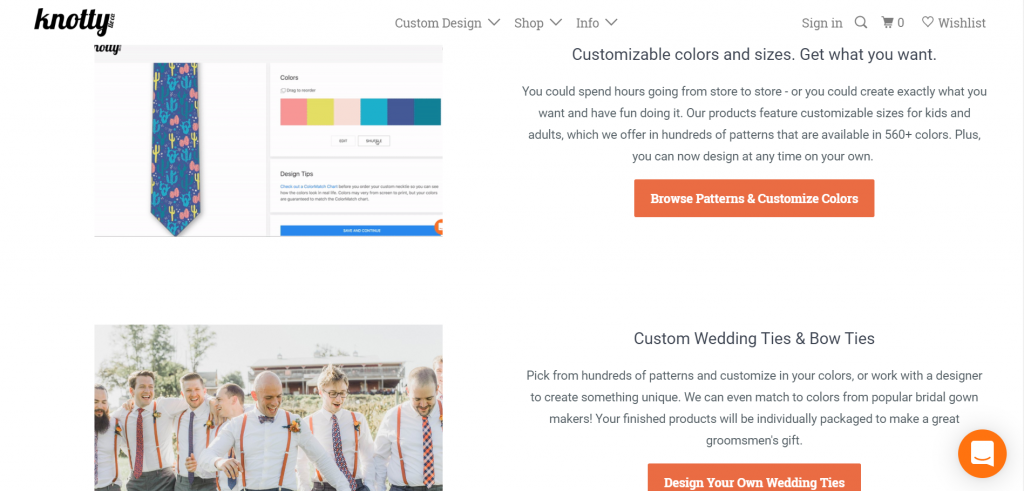 knotty tie co
Custom Design Shop Info Sign in 0 Wishlist
knotty
Colors
Drag to reorder
EDIT SHUFFLE
Design Tips
Check out a ColorMatch Chart before you order your custom neckties so you can see
how the colors look in real life. Colors may vary from screen to print, but your colors
are guaranteed to match the ColorMatch chart.
SAVE AND CONTINUE
Customizable colors and sizes. Get what you want.
You could spend hours going from store to store - or you could create exactly what you
want and have fun doing it. Our products feature customizable sizes for kids and
adults, which we offer in hundreds of patterns that are available in 560+ colors. Plus,
you can now design at any time on your own.
Browse Patterns & Customize Colors
Custom Wedding Ties & Bow Ties
Pick from hundreds of patterns and customize in your colors, or work with a designer
to create something unique. We can even match to colors from popular bridal gown
makers! Your finished products will be individually packaged to make a great
groomsmen's gift.
Design Your Own Wedding Ties